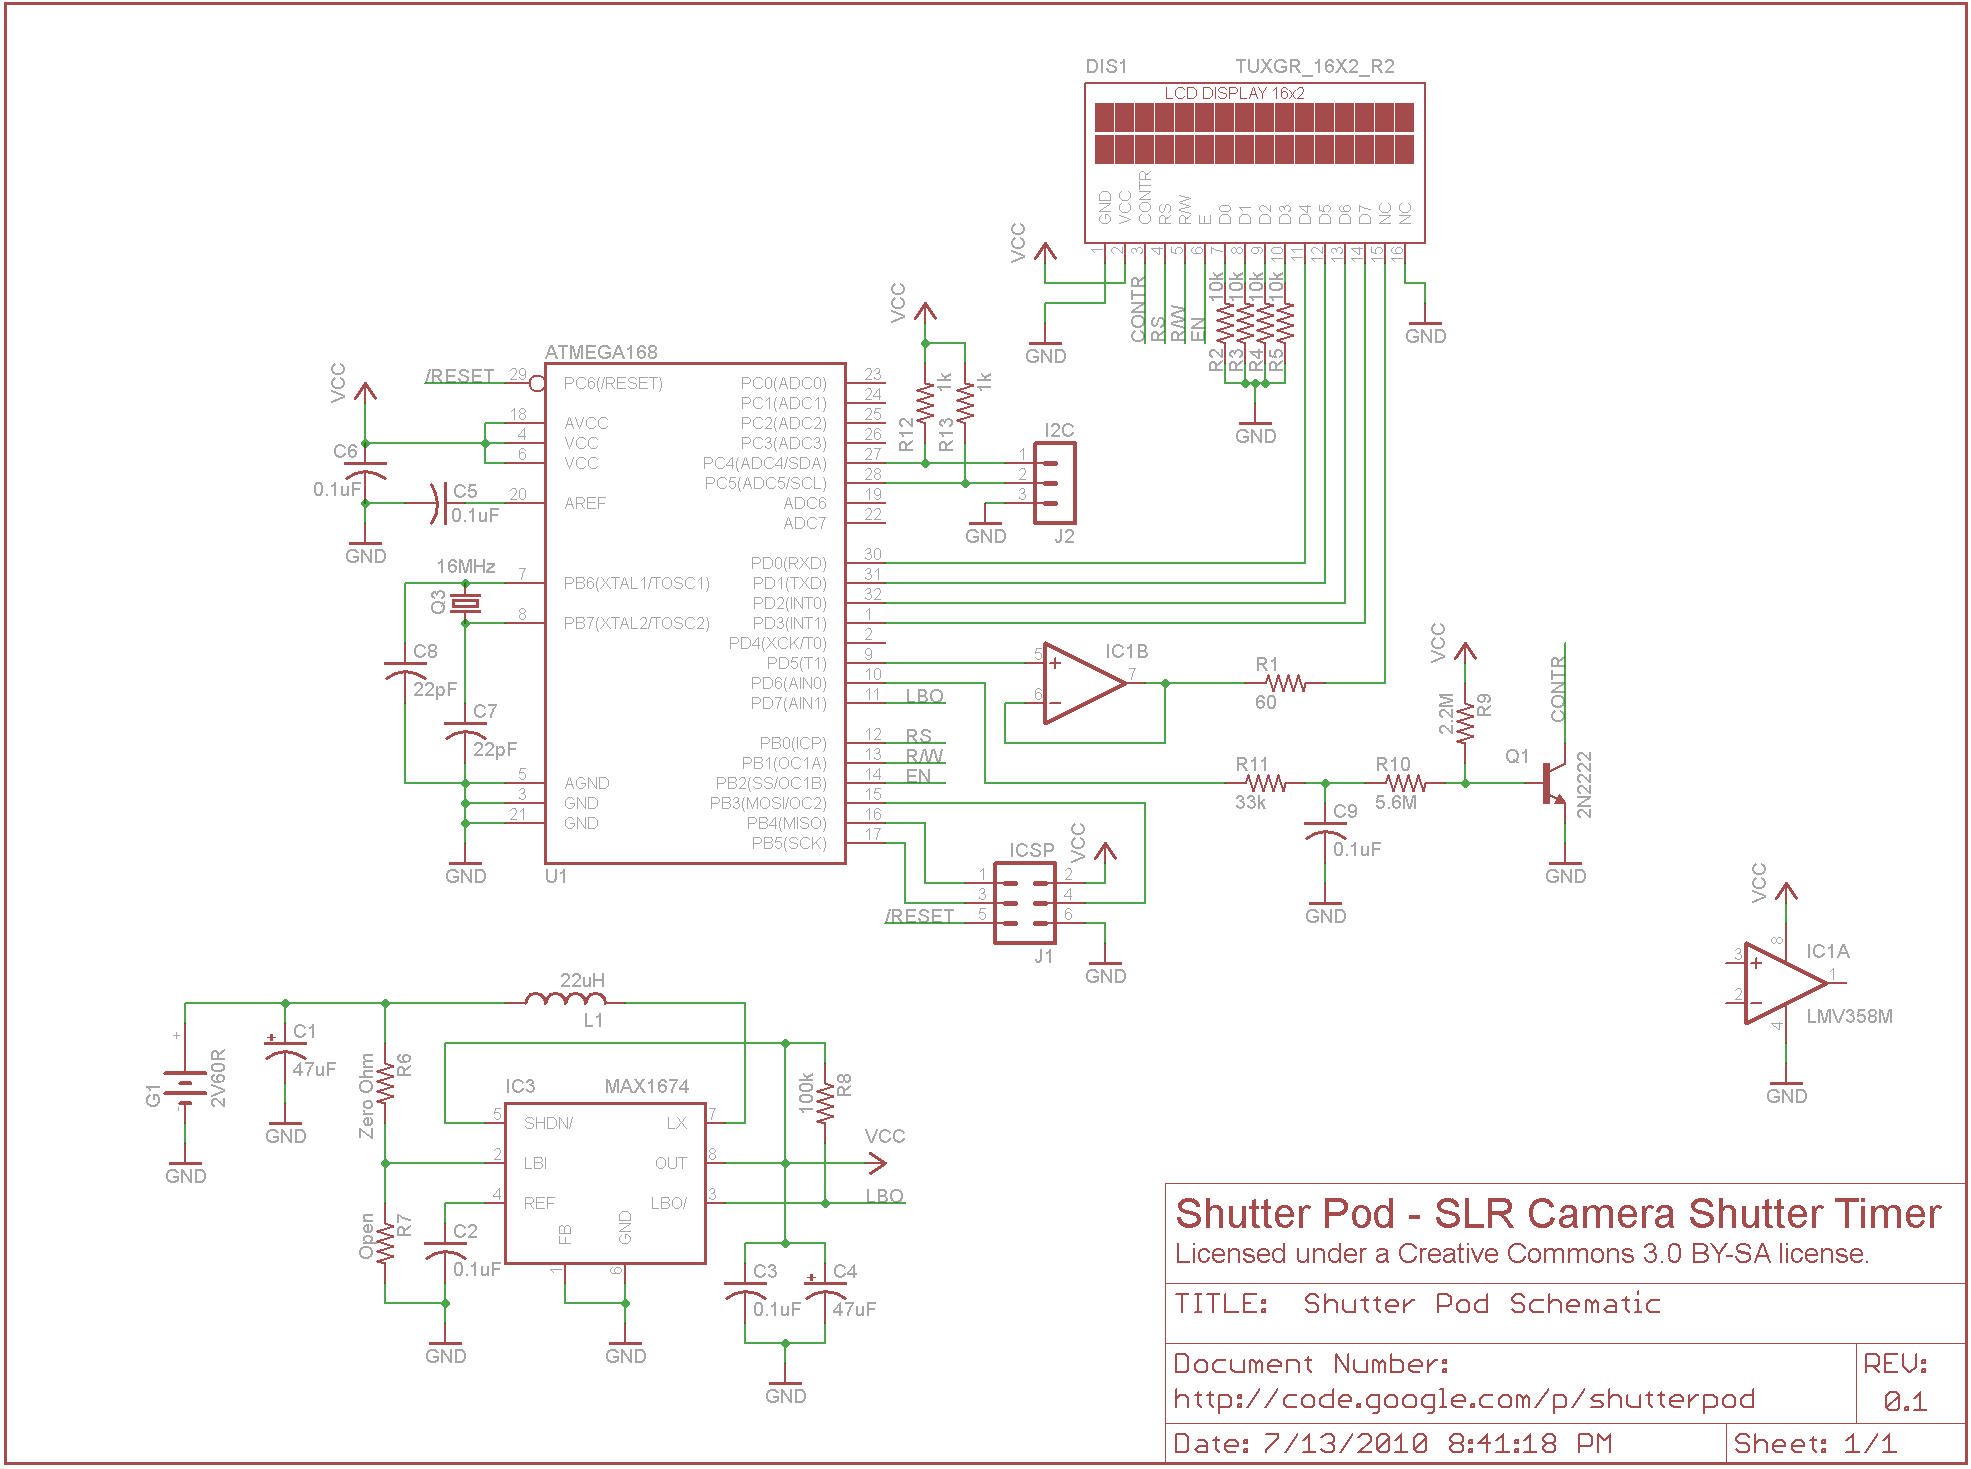 DIS1 TUXGR_16X2_R2
LCD DISPLAY 16x2
GND VCC CONTR RS R/W E D0 D1 D2 D3 D4 D5 D6 D7 NC NC
1 2 3 4 5 6 7 8 9 10 11 12 13 14 15 16
VCC
GND
CONTR RS R/W EN
10k 10k 10k 10k
R2 R3 R4 R5
GND
GND
ATMEGA168
/RESET 29 PC6(/RESET)
18 AVCC
4 VCC
6 VCC
20 AREF
7 PB6(XTAL1/TOSC1)
8 PB7(XTAL2/TOSC2)
5 AGND
3 GND
21 GND
PC0(ADC0) 23
PC1(ADC1) 24
PC2(ADC2) 25
PC3(ADC3) 26
PC4(ADC4/SDA) 27
PC5(ADC5/SCL) 28
ADC6 19
ADC7 22
PD0(RXD) 30
PD1(TXD) 31
PD2(INT0) 32
PD3(INT1) 1
PD4(XCK/T0) 2
PD5(T1) 9
PD6(AIN0) 10
PD7(AIN1) 11 LBO
PB0(ICP) 12 RS
PB1(OC1A) 13 R/W
PB2(SS/OC1B) 14 EN
PB3(MOSI/OC2) 15
PB4(MISO) 16
PB5(SCK) 17
U1
VCC
C6
0.1uF
C5
0.1uF
GND
16MHz
Q3
C8
22pF
C7
22pF
GND
VCC
1k 1k
R12 R13
I2C
1
2
3
GND
J2
5 + IC1B
6 - 7
R1
60
R11
33k
R10
5.6M
C9
0.1uF
GND
VCC
2.2M R9
Q1
CONTR
2N2222
GND
ICSP
VCC
1 2
3 4
5 6
/RESET
J1
GND
VCC
8
3 + IC1A
1
2 -
4
LMV358M
GND
22uH
L1
+
G1
-
2V60R
GND
+ C1
47uF
GND
Zero Ohm R6
Open R7
IC3 MAX1674
5 SHDN/
2 LBI
4 REF
LX 7
OUT 8
LBO/ 3
FB GND
1 6
C2
0.1uF
GND
GND
100k R8
VCC
LBO
C3
0.1uF
+ C4
47uF
GND
Shutter Pod - SLR Camera Shutter Timer
Licensed under a Creative Commons 3.0 BY-SA license.
TITLE: Shutter Pod Schematic
Document Number:
http://code.google.com/p/shutterpod
REV:
0.1
Date: 7/13/2010 8:41:18 PM
Sheet: 1/1